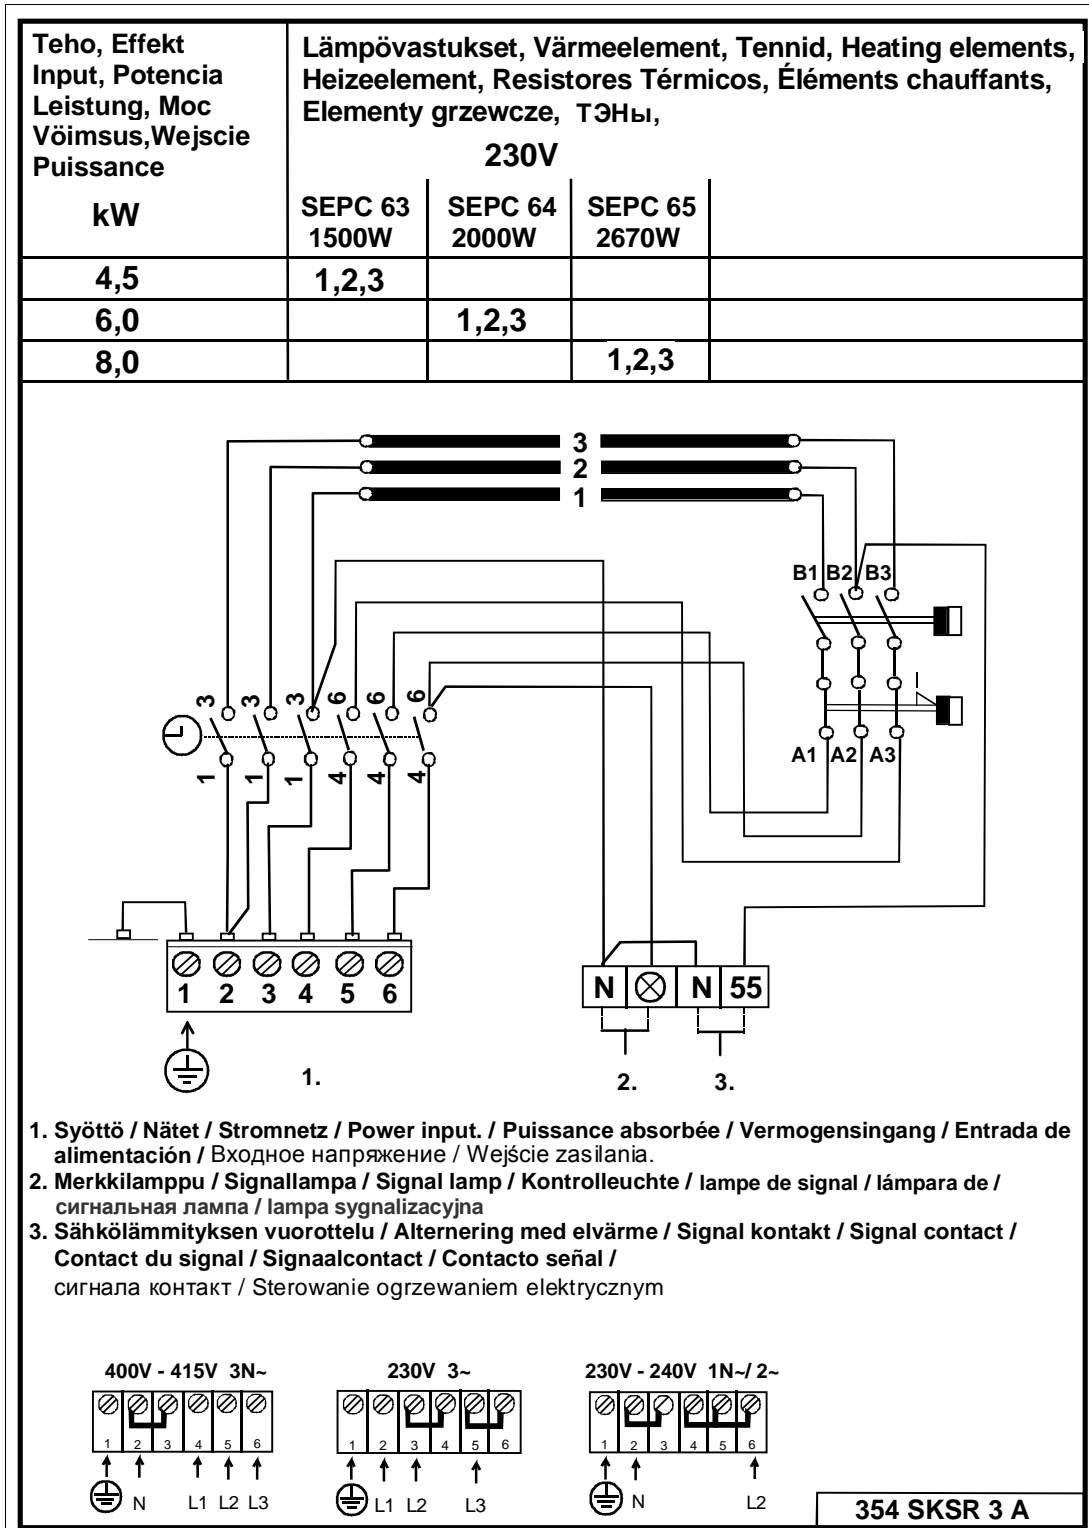 Teho, Effekt
Input, Potencia
Leistung, Moc
Vöimsus,Wejscie
Puissance
kW
Lämpövastukset, Värmeelement, Tennid, Heating elements,
Heizeelement, Resistores Térmicos, Éléments chauffants,
Elementy grzewcze, ТЭНы,
230V
SEPC 63 SEPC 64 SEPC 65
1500W 2000W 2670W
4,5 1,2,3
6,0 1,2,3
8,0 1,2,3
3
2
1
B1 B2 B3
3 3 3 6 6 6
1 1 1 4 4 4
A1 A2 A3
1 2 3 4 5 6
N N 55
1. 2. 3.
1. Syöttö / Nätet / Stromnetz / Power input. / Puissance absorbée / Vermogensingang / Entrada de
alimentación / Входное напряжение / Wejście zasilania.
2. Merkkilamppu / Signallampa / Signal lamp / Kontrolleuchte / lampe de signal / lámpara de /
сигнальная лампа / lampa sygnalizacyjna
3. Sähkölämmityksen vuorottelu / Alternering med elvärme / Signal kontakt / Signal contact /
Contact du signal / Signaalcontact / Contacto señal /
сигнала контакт / Sterowanie ogrzewaniem elektrycznym
400V - 415V 3N~
1 2 3 4 5 6
N L1 L2 L3
230V 3~
1 2 3 4 5 6
L1 L2 L3
230V - 240V 1N~/ 2~
1 2 3 4 5 6
N L2
354 SKSR 3 A